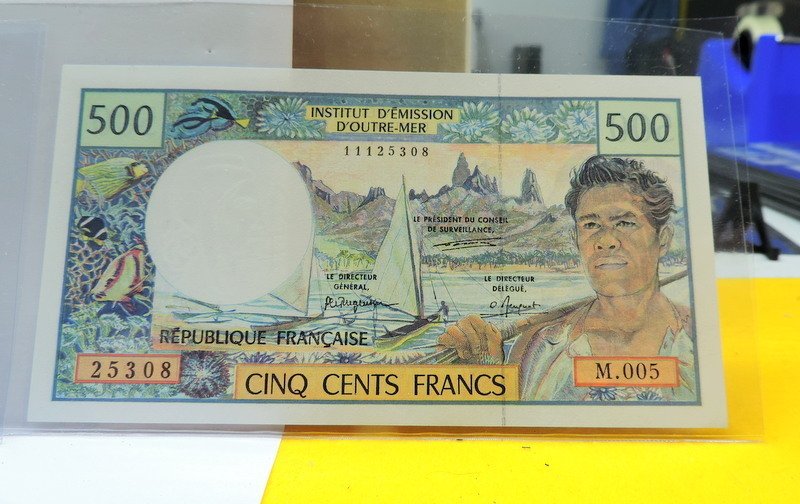 500
INSTITUT D'ÉMISSION
D'OUTRE-MER
500
11125308
LE PRÉSIDENT DU CONSEIL
DE SURVEILLANCE,
LE DIRECTEUR
GÉNÉRAL,
LE DIRECTEUR
DÉLÉGUÉ,
RÉPUBLIQUE FRANÇAISE
25308
CINQ CENTS FRANCS
M.005